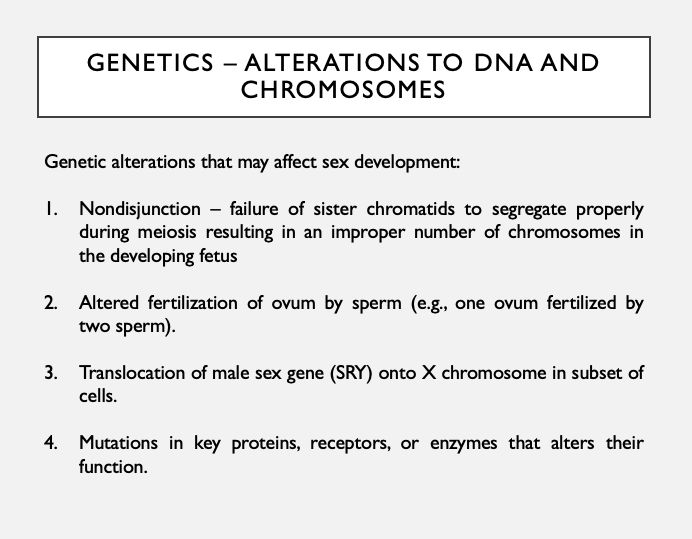 GENETICS – ALTERATIONS TO DNA AND
CHROMOSOMES
Genetic alterations that may affect sex development:
1. Nondisjunction – failure of sister chromatids to segregate properly
during meiosis resulting in an improper number of chromosomes in
the developing fetus
2. Altered fertilization of ovum by sperm (e.g., one ovum fertilized by
two sperm).
3. Translocation of male sex gene (SRY) onto X chromosome in subset of
cells.
4. Mutations in key proteins, receptors, or enzymes that alters their
function.